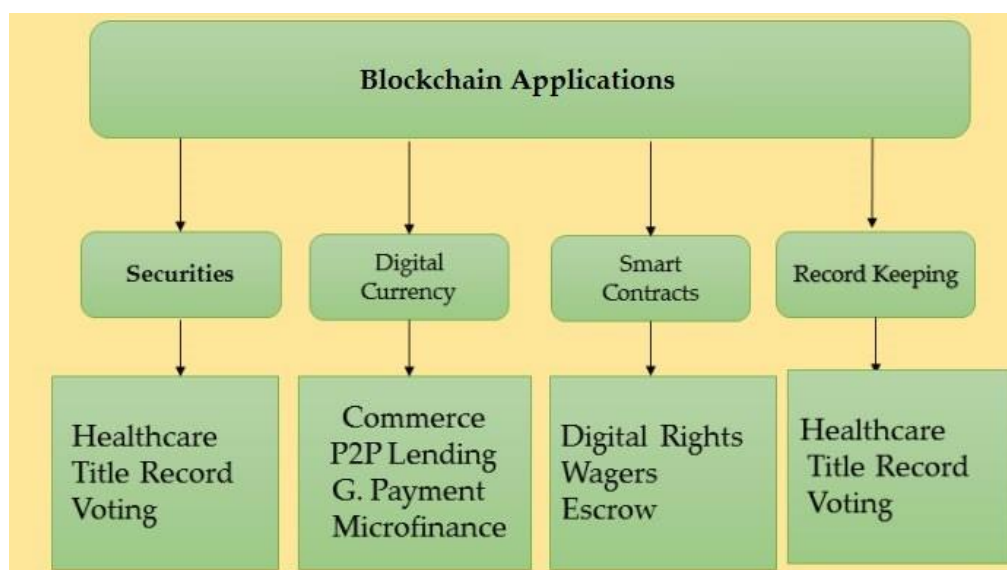 Blockchain Applications
Securities
Digital
Currency
Smart
Contracts
Record Keeping
Healthcare
Title Record
Voting
Commerce
P2P Lending
G. Payment
Microfinance
Digital Rights
Wagers
Escrow
Healthcare
Title Record
Voting